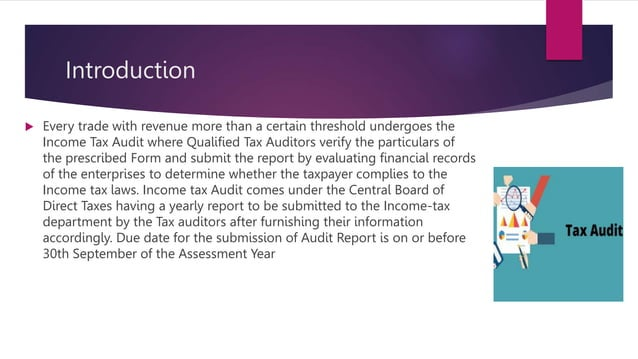 Introduction
Every trade with revenue more than a certain threshold undergoes the
Income Tax Audit where Qualified Tax Auditors verify the particulars of
the prescribed Form and submit the report by evaluating financial records
of the enterprises to determine whether the taxpayer complies to the
Income tax laws. Income tax Audit comes under the Central Board of
Direct Taxes having a yearly report to be submitted to the Income-tax
department by the Tax auditors after furnishing their information
accordingly. Due date for the submission of Audit Report is on or before
30th September of the Assessment Year
Tax Audit